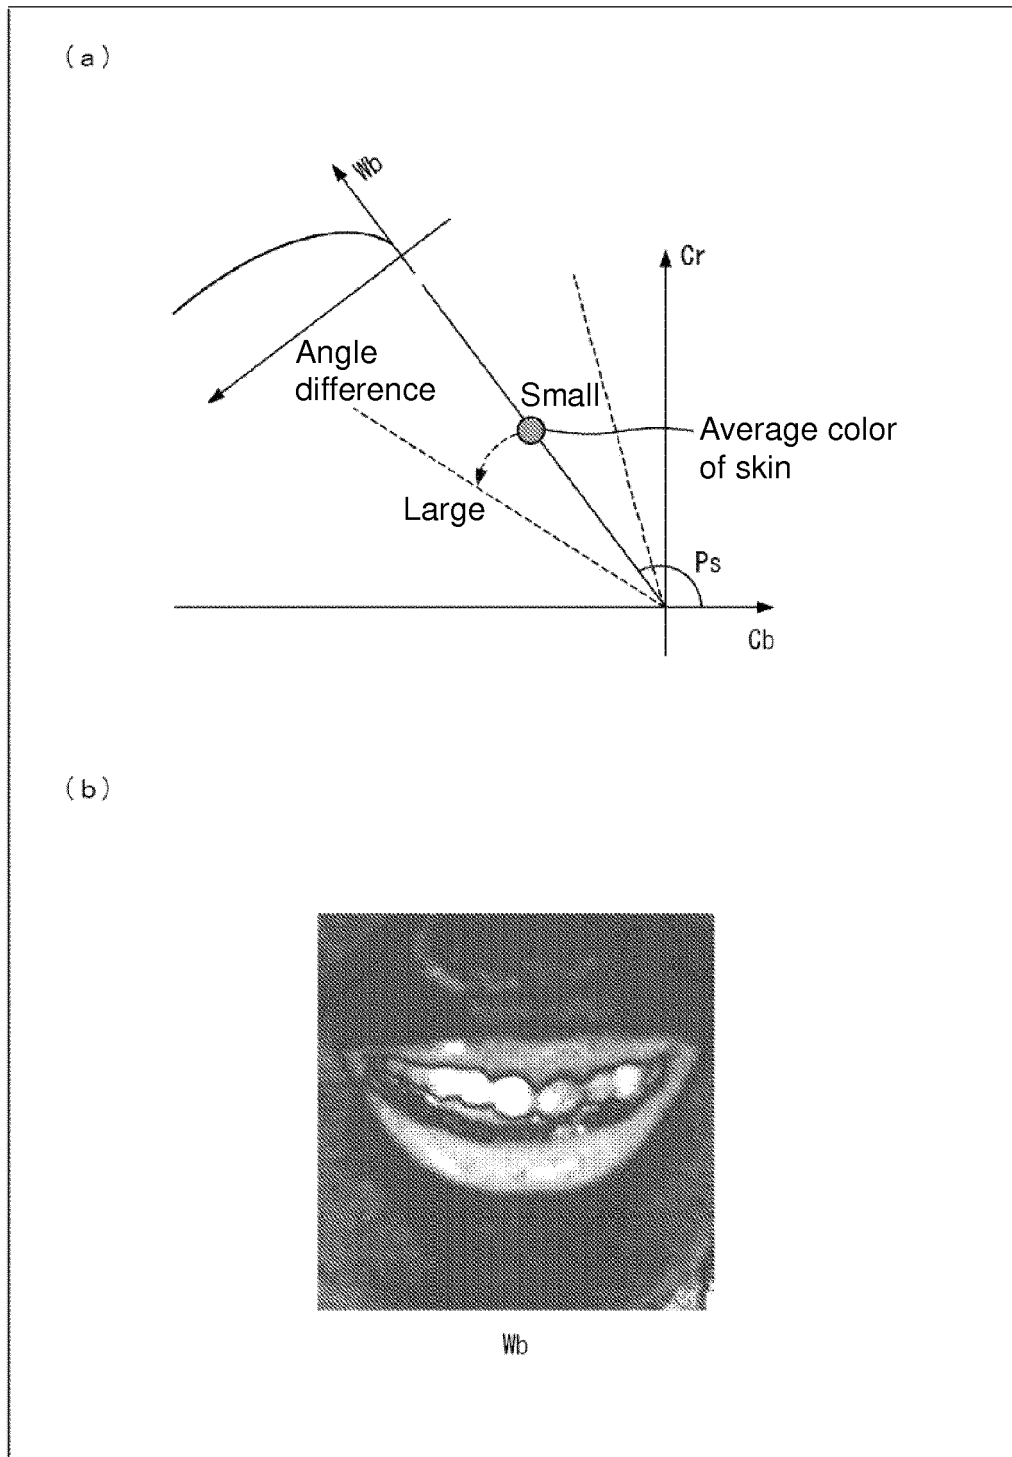 (a)
Wb
Cr
Angle
difference
Small
Average color
of skin
Large
Ps
Cb
(b)
Wb